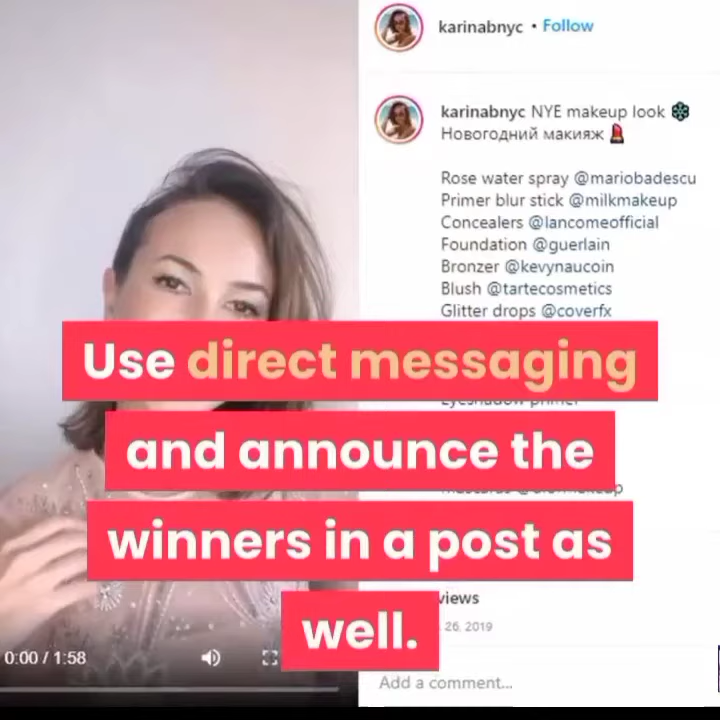 karinabnyc • Follow
karinabnyc NYE makeup look
Новогодний макияж
Rose water spray @mariobadescu
Primer blur stick @milkmakeup
Concealers @lancomeofficial
Foundation @guerlain
Bronzer @kevynaucoin
Blush @tartecosmetics
Glitter drops @coverfx
Use direct messaging
and announce the
winners in a post as
well.
26, 2019
0:00 / 1:58
Add a comment...